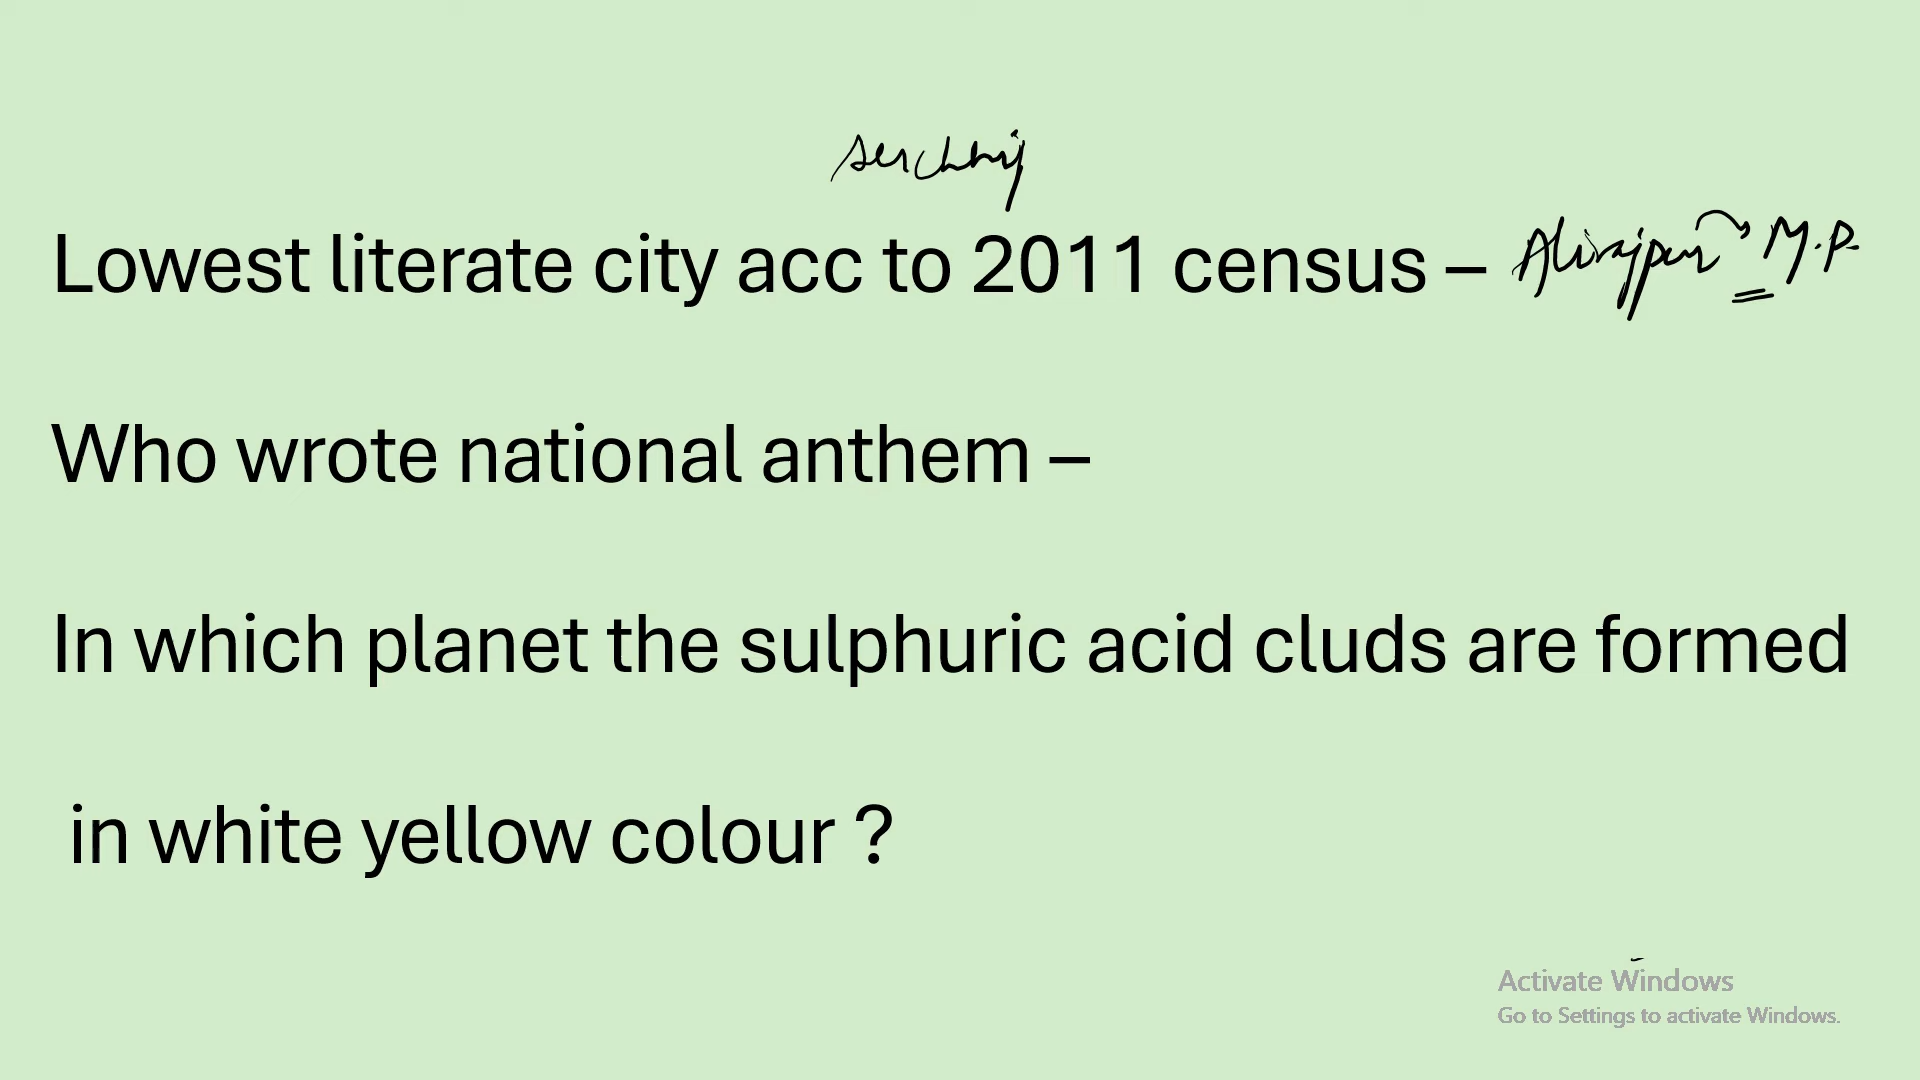 serchhip
Lowest literate city acc to 2011 census – Alirajpur M.P.
Who wrote national anthem –
In which planet the sulphuric acid cluds are formed
in white yellow colour ?
Activate Windows
Go to Settings to activate Windows.